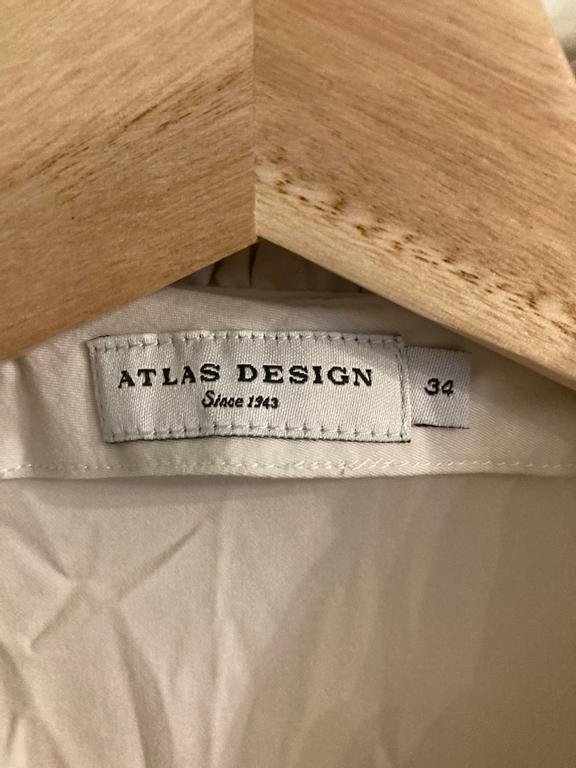 ATLAS DESIGN
Since 1943
34